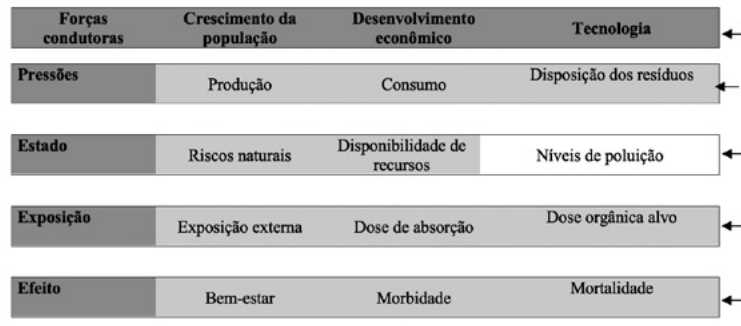 Forças condutoras Crescimento da população Desenvolvimento econômico Tecnologia
Pressões Produção Consumo Disposição dos resíduos
Estado Riscos naturais Disponibilidade de recursos Níveis de poluição
Exposição Exposição externa Dose de absorção Dose orgânica alvo
Efeito Bem-estar Morbidade Mortalidade